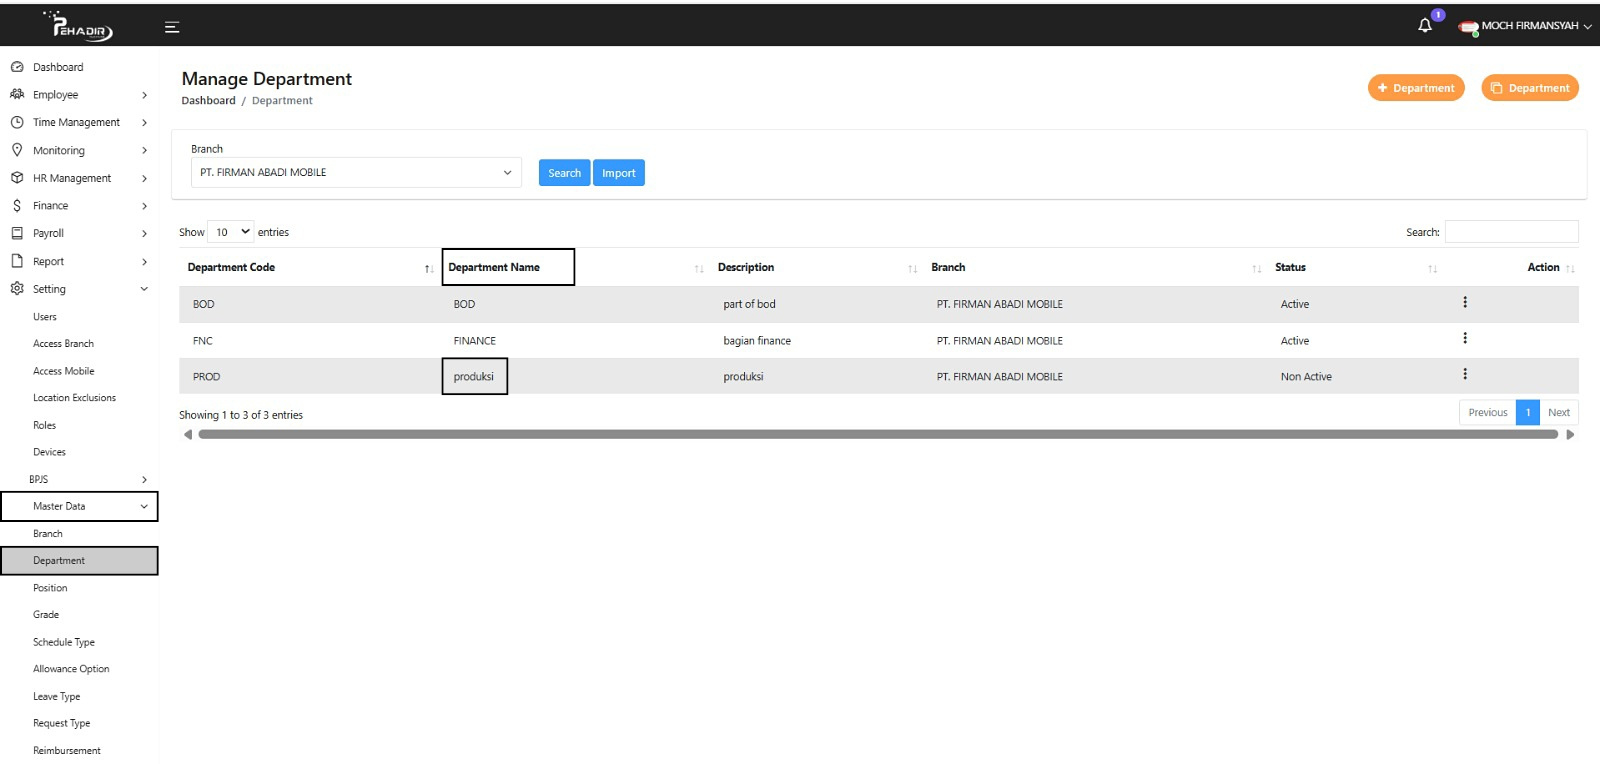 PEHADIR
1
MOCH FIRMANSYAH
Dashboard
Employee
Time Management
Monitoring
HR Management
Finance
Payroll
Report
Setting
Users
Access Branch
Access Mobile
Location Exclusions
Roles
Devices
BPJS
Master Data
Branch
Department
Position
Grade
Schedule Type
Allowance Option
Leave Type
Request Type
Reimbursement
Manage Department
Dashboard / Department
+ Department
Department
Branch
PT. FIRMAN ABADI MOBILE
Search Import
Show 10 entries
Search:
Department Code Department Name Description Branch Status Action
BOD BOD part of bod PT. FIRMAN ABADI MOBILE Active
FNC FINANCE bagian finance PT. FIRMAN ABADI MOBILE Active
PROD produksi produksi PT. FIRMAN ABADI MOBILE Non Active
Showing 1 to 3 of 3 entries
Previous 1 Next